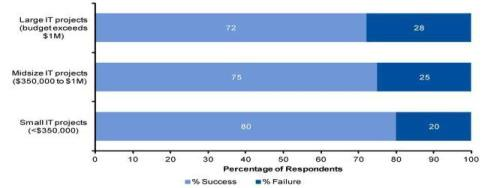 Large IT projects
(budget exceeds
$1M)
72
28
Midsize IT projects
($350,000 to $1M)
75
25
Small IT projects
(<$350,000)
80
20
0 10 20 30 40 50 60 70 80 90 100
Percentage of Respondents
% Success % Failure